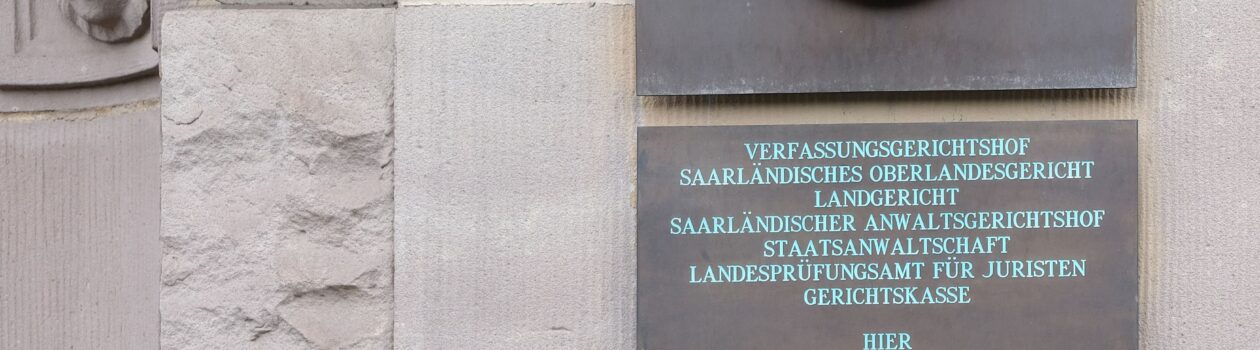 VERFASSUNGSGERICHTSHOF
SAARLÄNDISCHES OBERLANDESGERICHT
LANDGERICHT
SAARLÄNDISCHER ANWALTSGERICHTSHOF
STAATSANWALTSCHAFT
LANDESPRÜFUNGSAMT FÜR JURISTEN
GERICHTSKASSE
HIER